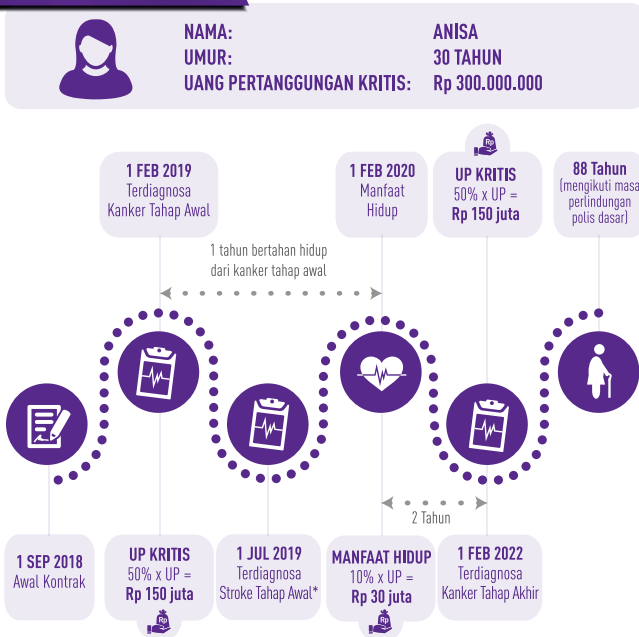 NAMA: ANISA
UMUR: 30 TAHUN
UANG PERTANGGUNGAN KRITIS: Rp 300.000.000
1 FEB 2019
Terdiagnosa
Kanker Tahap Awal
1 FEB 2020
Manfaat
Hidup
Rp
UP KRITIS
50% x UP =
Rp 150 juta
88 Tahun
(mengikuti masa
perlindungan
polis dasar)
1 tahun bertahan hidup
dari kanker tahap awal
2 Tahun
1 SEP 2018
Awal Kontrak
UP KRITIS
50% x UP =
Rp 150 juta
Rp
1 JUL 2019
Terdiagnosa
Stroke Tahap Awal*
MANFAAT HIDUP
10% x UP =
Rp 30 juta
Rp
1 FEB 2022
Terdiagnosa
Kanker Tahap Akhir